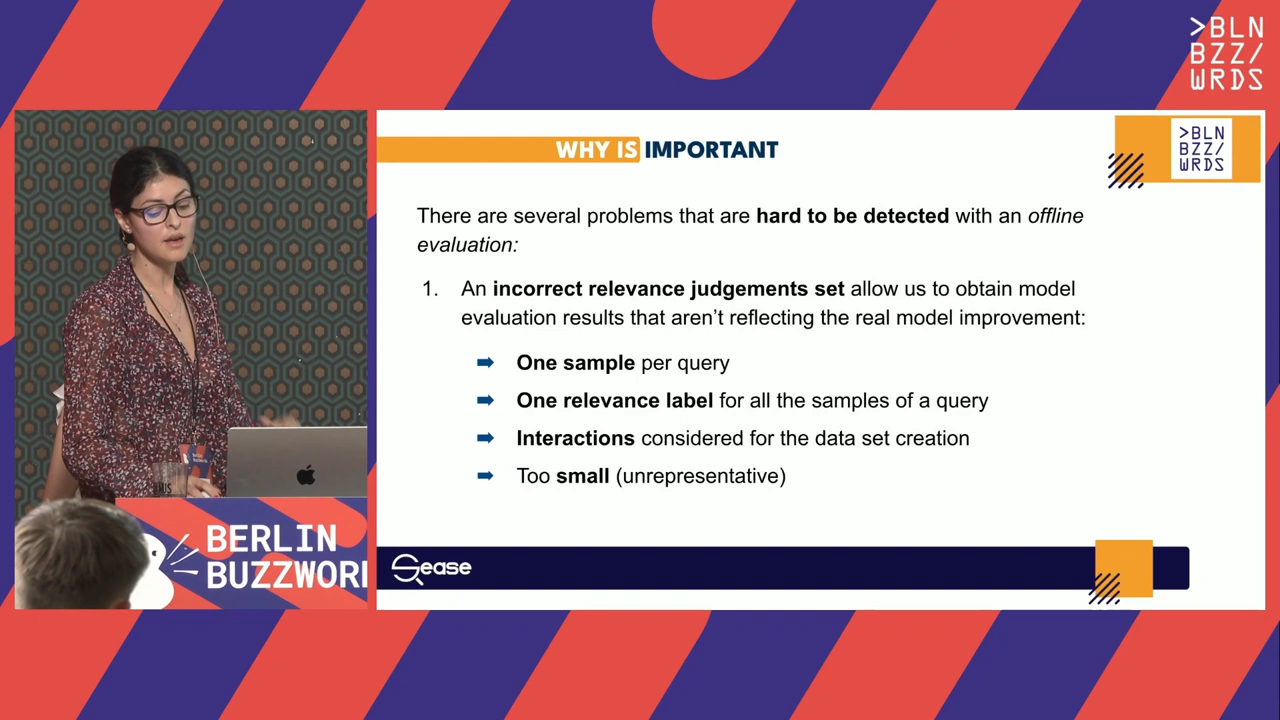 >BLN
BZZ/
WRDS
WHY IS IMPORTANT
>BLN
BZZ/
WRDS
There are several problems that are hard to be detected with an offline
evaluation:
1. An incorrect relevance judgements set allow us to obtain model
evaluation results that aren’t reflecting the real model improvement:
➡ One sample per query
➡ One relevance label for all the samples of a query
➡ Interactions considered for the data set creation
➡ Too small (unrepresentative)
Sease
BERLIN
BUZZWOR